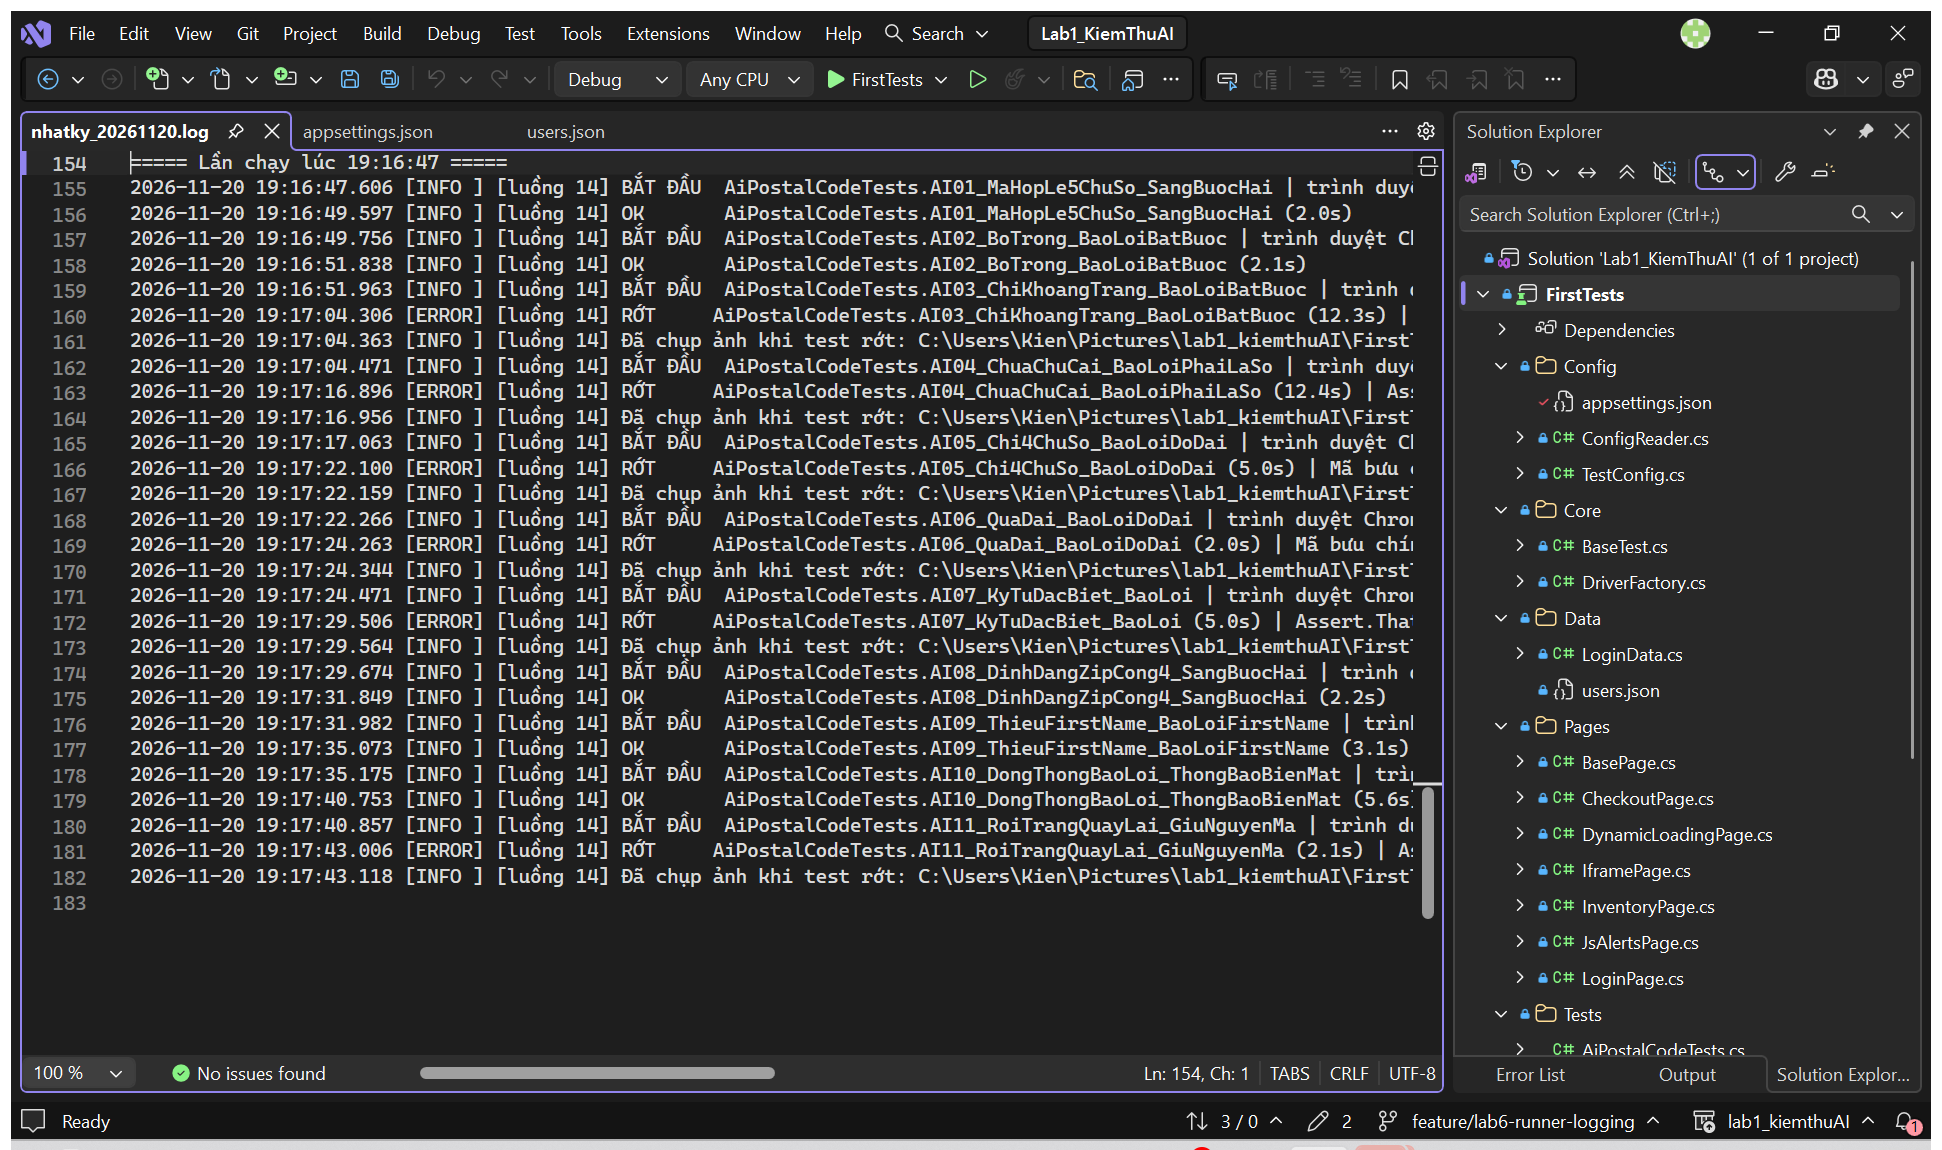 File Edit View Git Project Build Debug Test Tools Extensions Window Help Search Lab1_KiemThuAI
Debug Any CPU FirstTests
nhatky_20261120.log appsettings.json users.json
154 ===== Lần chạy lúc 19:16:47 =====
155 2026-11-20 19:16:47.606 [INFO ] [luồng 14] BẮT ĐẦU AiPostalCodeTests.AI01_MaHopLe5ChuSo_SangBuocHai | trình duyệ
156 2026-11-20 19:16:49.597 [INFO ] [luồng 14] OK AiPostalCodeTests.AI01_MaHopLe5ChuSo_SangBuocHai (2.0s)
157 2026-11-20 19:16:49.756 [INFO ] [luồng 14] BẮT ĐẦU AiPostalCodeTests.AI02_BoTrong_BaoLoiBatBuoc | trình duyệt Ch
158 2026-11-20 19:16:51.838 [INFO ] [luồng 14] OK AiPostalCodeTests.AI02_BoTrong_BaoLoiBatBuoc (2.1s)
159 2026-11-20 19:16:51.963 [INFO ] [luồng 14] BẮT ĐẦU AiPostalCodeTests.AI03_ChiKhoangTrang_BaoLoiBatBuoc | trình
160 2026-11-20 19:17:04.306 [ERROR] [luồng 14] RỚT AiPostalCodeTests.AI03_ChiKhoangTrang_BaoLoiBatBuoc (12.3s) |
161 2026-11-20 19:17:04.363 [INFO ] [luồng 14] Đã chụp ảnh khi test rớt: C:\Users\Kien\Pictures\lab1_kiemthuAI\First
162 2026-11-20 19:17:04.471 [INFO ] [luồng 14] BẮT ĐẦU AiPostalCodeTests.AI04_ChuaChuCai_BaoLoiPhaiLaSo | trình duy
163 2026-11-20 19:17:16.896 [ERROR] [luồng 14] RỚT AiPostalCodeTests.AI04_ChuaChuCai_BaoLoiPhaiLaSo (12.4s) | As
164 2026-11-20 19:17:16.956 [INFO ] [luồng 14] Đã chụp ảnh khi test rớt: C:\Users\Kien\Pictures\lab1_kiemthuAI\First
165 2026-11-20 19:17:17.063 [INFO ] [luồng 14] BẮT ĐẦU AiPostalCodeTests.AI05_Chi4ChuSo_BaoLoiDoDai | trình duyệt Ch
166 2026-11-20 19:17:22.100 [ERROR] [luồng 14] RỚT AiPostalCodeTests.AI05_Chi4ChuSo_BaoLoiDoDai (5.0s) | Mã bưu
167 2026-11-20 19:17:22.159 [INFO ] [luồng 14] Đã chụp ảnh khi test rớt: C:\Users\Kien\Pictures\lab1_kiemthuAI\First
168 2026-11-20 19:17:22.266 [INFO ] [luồng 14] BẮT ĐẦU AiPostalCodeTests.AI06_QuaDai_BaoLoiDoDai | trình duyệt Chro
169 2026-11-20 19:17:24.263 [ERROR] [luồng 14] RỚT AiPostalCodeTests.AI06_QuaDai_BaoLoiDoDai (2.0s) | Mã bưu chín
170 2026-11-20 19:17:24.344 [INFO ] [luồng 14] Đã chụp ảnh khi test rớt: C:\Users\Kien\Pictures\lab1_kiemthuAI\First
171 2026-11-20 19:17:24.471 [INFO ] [luồng 14] BẮT ĐẦU AiPostalCodeTests.AI07_KyTuDacBiet_BaoLoi | trình duyệt Chrom
172 2026-11-20 19:17:29.506 [ERROR] [luồng 14] RỚT AiPostalCodeTests.AI07_KyTuDacBiet_BaoLoi (5.0s) | Assert.That
173 2026-11-20 19:17:29.564 [INFO ] [luồng 14] Đã chụp ảnh khi test rớt: C:\Users\Kien\Pictures\lab1_kiemthuAI\First
174 2026-11-20 19:17:29.674 [INFO ] [luồng 14] BẮT ĐẦU AiPostalCodeTests.AI08_DinhDangZipCong4_SangBuocHai | trình
175 2026-11-20 19:17:31.849 [INFO ] [luồng 14] OK AiPostalCodeTests.AI08_DinhDangZipCong4_SangBuocHai (2.2s)
176 2026-11-20 19:17:31.982 [INFO ] [luồng 14] BẮT ĐẦU AiPostalCodeTests.AI09_ThieuFirstName_BaoLoiFirstName | trình
177 2026-11-20 19:17:35.073 [INFO ] [luồng 14] OK AiPostalCodeTests.AI09_ThieuFirstName_BaoLoiFirstName (3.1s)
178 2026-11-20 19:17:35.175 [INFO ] [luồng 14] BẮT ĐẦU AiPostalCodeTests.AI10_DongThongBaoLoi_ThongBaoBienMat | trìn
179 2026-11-20 19:17:40.753 [INFO ] [luồng 14] OK AiPostalCodeTests.AI10_DongThongBaoLoi_ThongBaoBienMat (5.6s
180 2026-11-20 19:17:40.857 [INFO ] [luồng 14] BẮT ĐẦU AiPostalCodeTests.AI11_RoiTrangQuayLai_GiuNguyenMa | trình d
181 2026-11-20 19:17:43.006 [ERROR] [luồng 14] RỚT AiPostalCodeTests.AI11_RoiTrangQuayLai_GiuNguyenMa (2.1s) | As
182 2026-11-20 19:17:43.118 [INFO ] [luồng 14] Đã chụp ảnh khi test rớt: C:\Users\Kien\Pictures\lab1_kiemthuAI\First
183
100 % No issues found Ln: 154, Ch: 1 TABS CRLF UTF-8
Solution Explorer
Search Solution Explorer (Ctrl+;)
Solution 'Lab1_KiemThuAI' (1 of 1 project)
FirstTests
Dependencies
Config
appsettings.json
C# ConfigReader.cs
C# TestConfig.cs
Core
C# BaseTest.cs
C# DriverFactory.cs
Data
C# LoginData.cs
users.json
Pages
C# BasePage.cs
C# CheckoutPage.cs
C# DynamicLoadingPage.cs
C# IframePage.cs
C# InventoryPage.cs
C# JsAlertsPage.cs
C# LoginPage.cs
Tests
C# AiPostalCodeTests.cs
Error List Output Solution Explor...
Ready 3 / 0 2 feature/lab6-runner-logging lab1_kiemthuAI 1